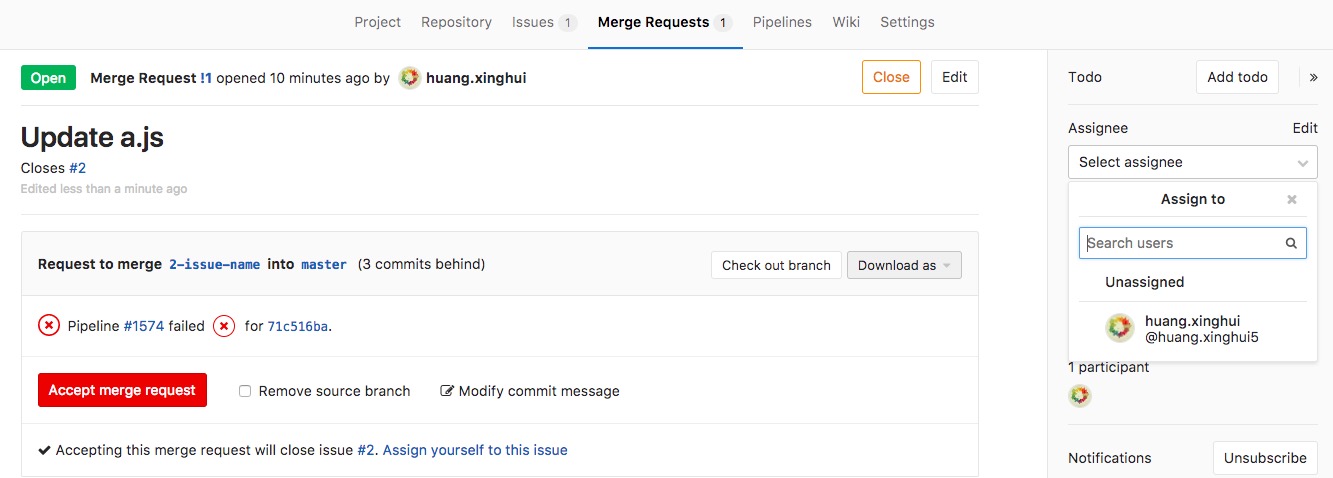 Project Repository Issues 1 Merge Requests 1 Pipelines Wiki Settings
Open Merge Request !1 opened 10 minutes ago by huang.xinghui Close Edit
Update a.js
Closes #2
Edited less than a minute ago
Request to merge 2-issue-name into master (3 commits behind) Check out branch Download as
Pipeline #1574 failed for 71c516ba.
Accept merge request Remove source branch Modify commit message
Accepting this merge request will close issue #2. Assign yourself to this issue
Todo Add todo »
Assignee Edit
Select assignee
Assign to
Search users
Unassigned
huang.xinghui
@huang.xinghui5
1 participant
Notifications Unsubscribe